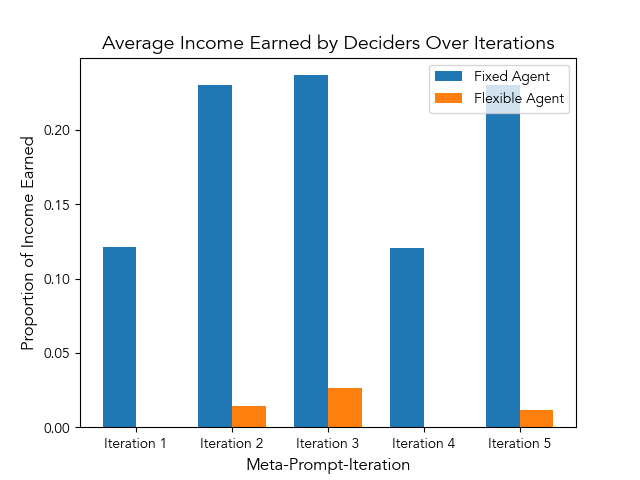 Average Income Earned by Deciders Over Iterations
Fixed Agent
Flexible Agent
Proportion of Income Earned
0.20
0.15
0.10
0.05
0.00
Iteration 1
Iteration 2
Iteration 3
Iteration 4
Iteration 5
Meta-Prompt-Iteration